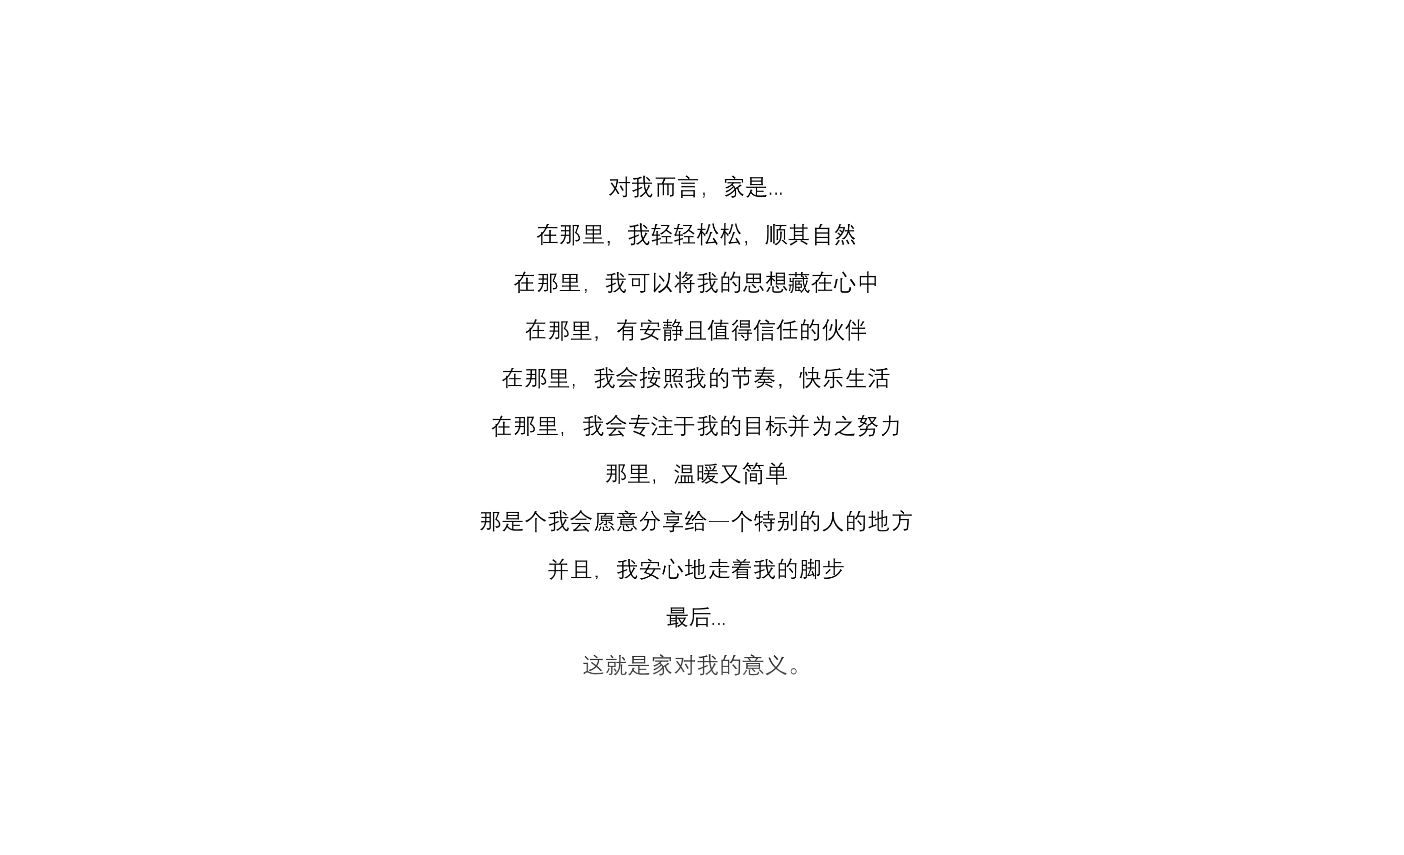 对我而言，家是...
在那里，我轻轻松松，顺其自然
在那里，我可以将我的思想藏在心中
在那里，有安静且值得信任的伙伴
在那里，我会按照我的节奏，快乐生活
在那里，我会专注于我的目标并为之努力
那里，温暖又简单
那是个我会愿意分享给一个特别的人的地方
并且，我安心地走着我的脚步
最后...
这就是家对我的意义。